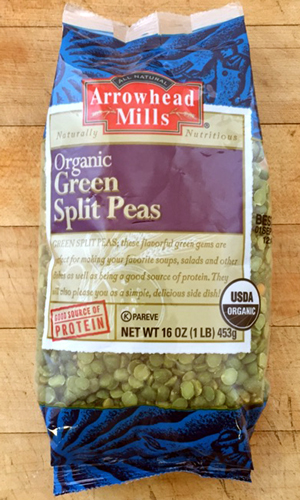 ALL NATURAL
Arrowhead
Mills
Naturally Nutritious
Organic
Green
Split Peas
GREEN SPLIT PEAS, these flavorful green gems are
for making your favorite soups, salads and other
as well as being a good source of protein. They
also please you as a simple, delicious side dish!
GOOD SOURCE OF
PROTEIN
USDA
ORGANIC
K PAREVE
NET WT 16 OZ (1 LB) 453g